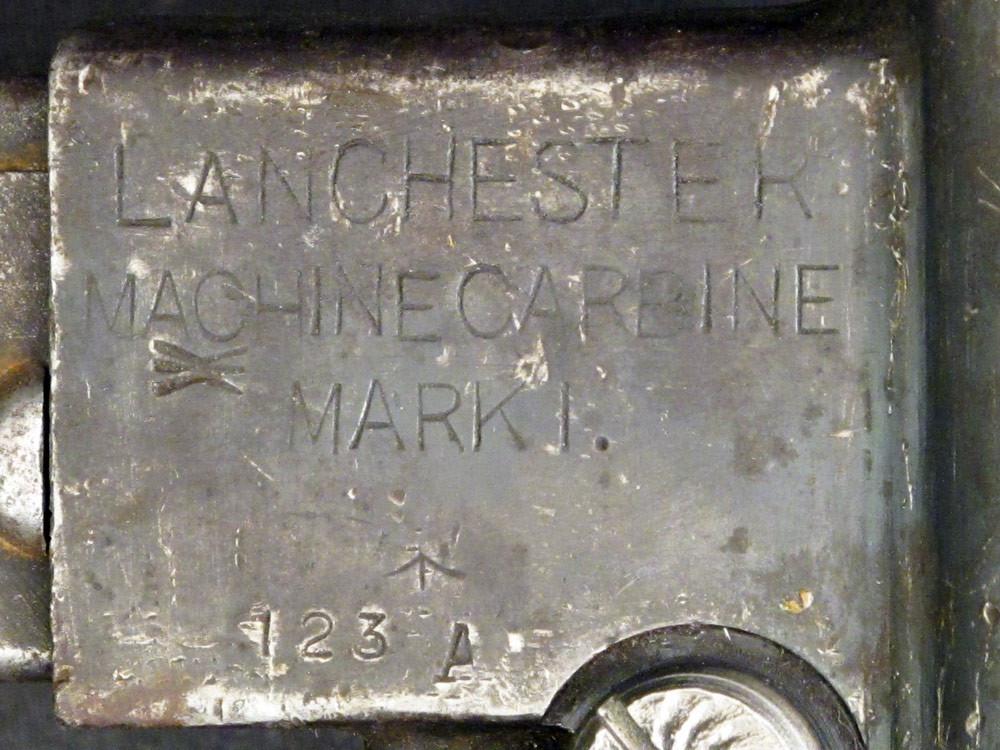 LANCHESTER
MACHINE CARBINE
MARK I.
123 A